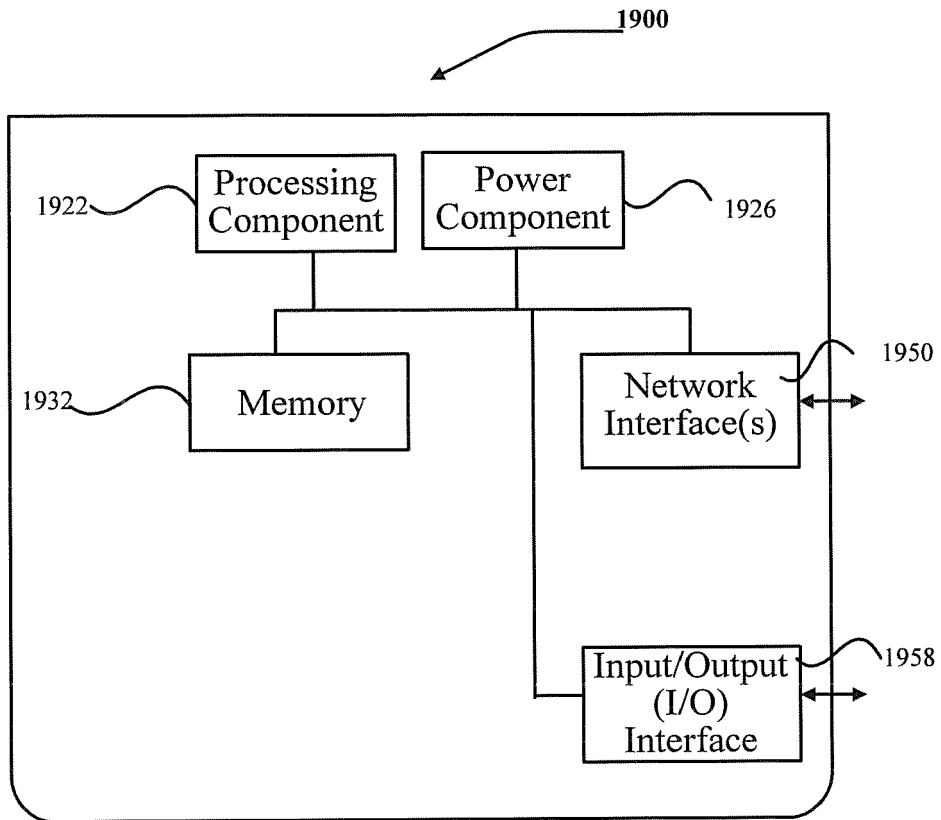 1900
Processing
Component
Power
Component
1922
1926
Memory
1932
Network
Interface(s)
1950
Input/Output
(I/O)
Interface
1958